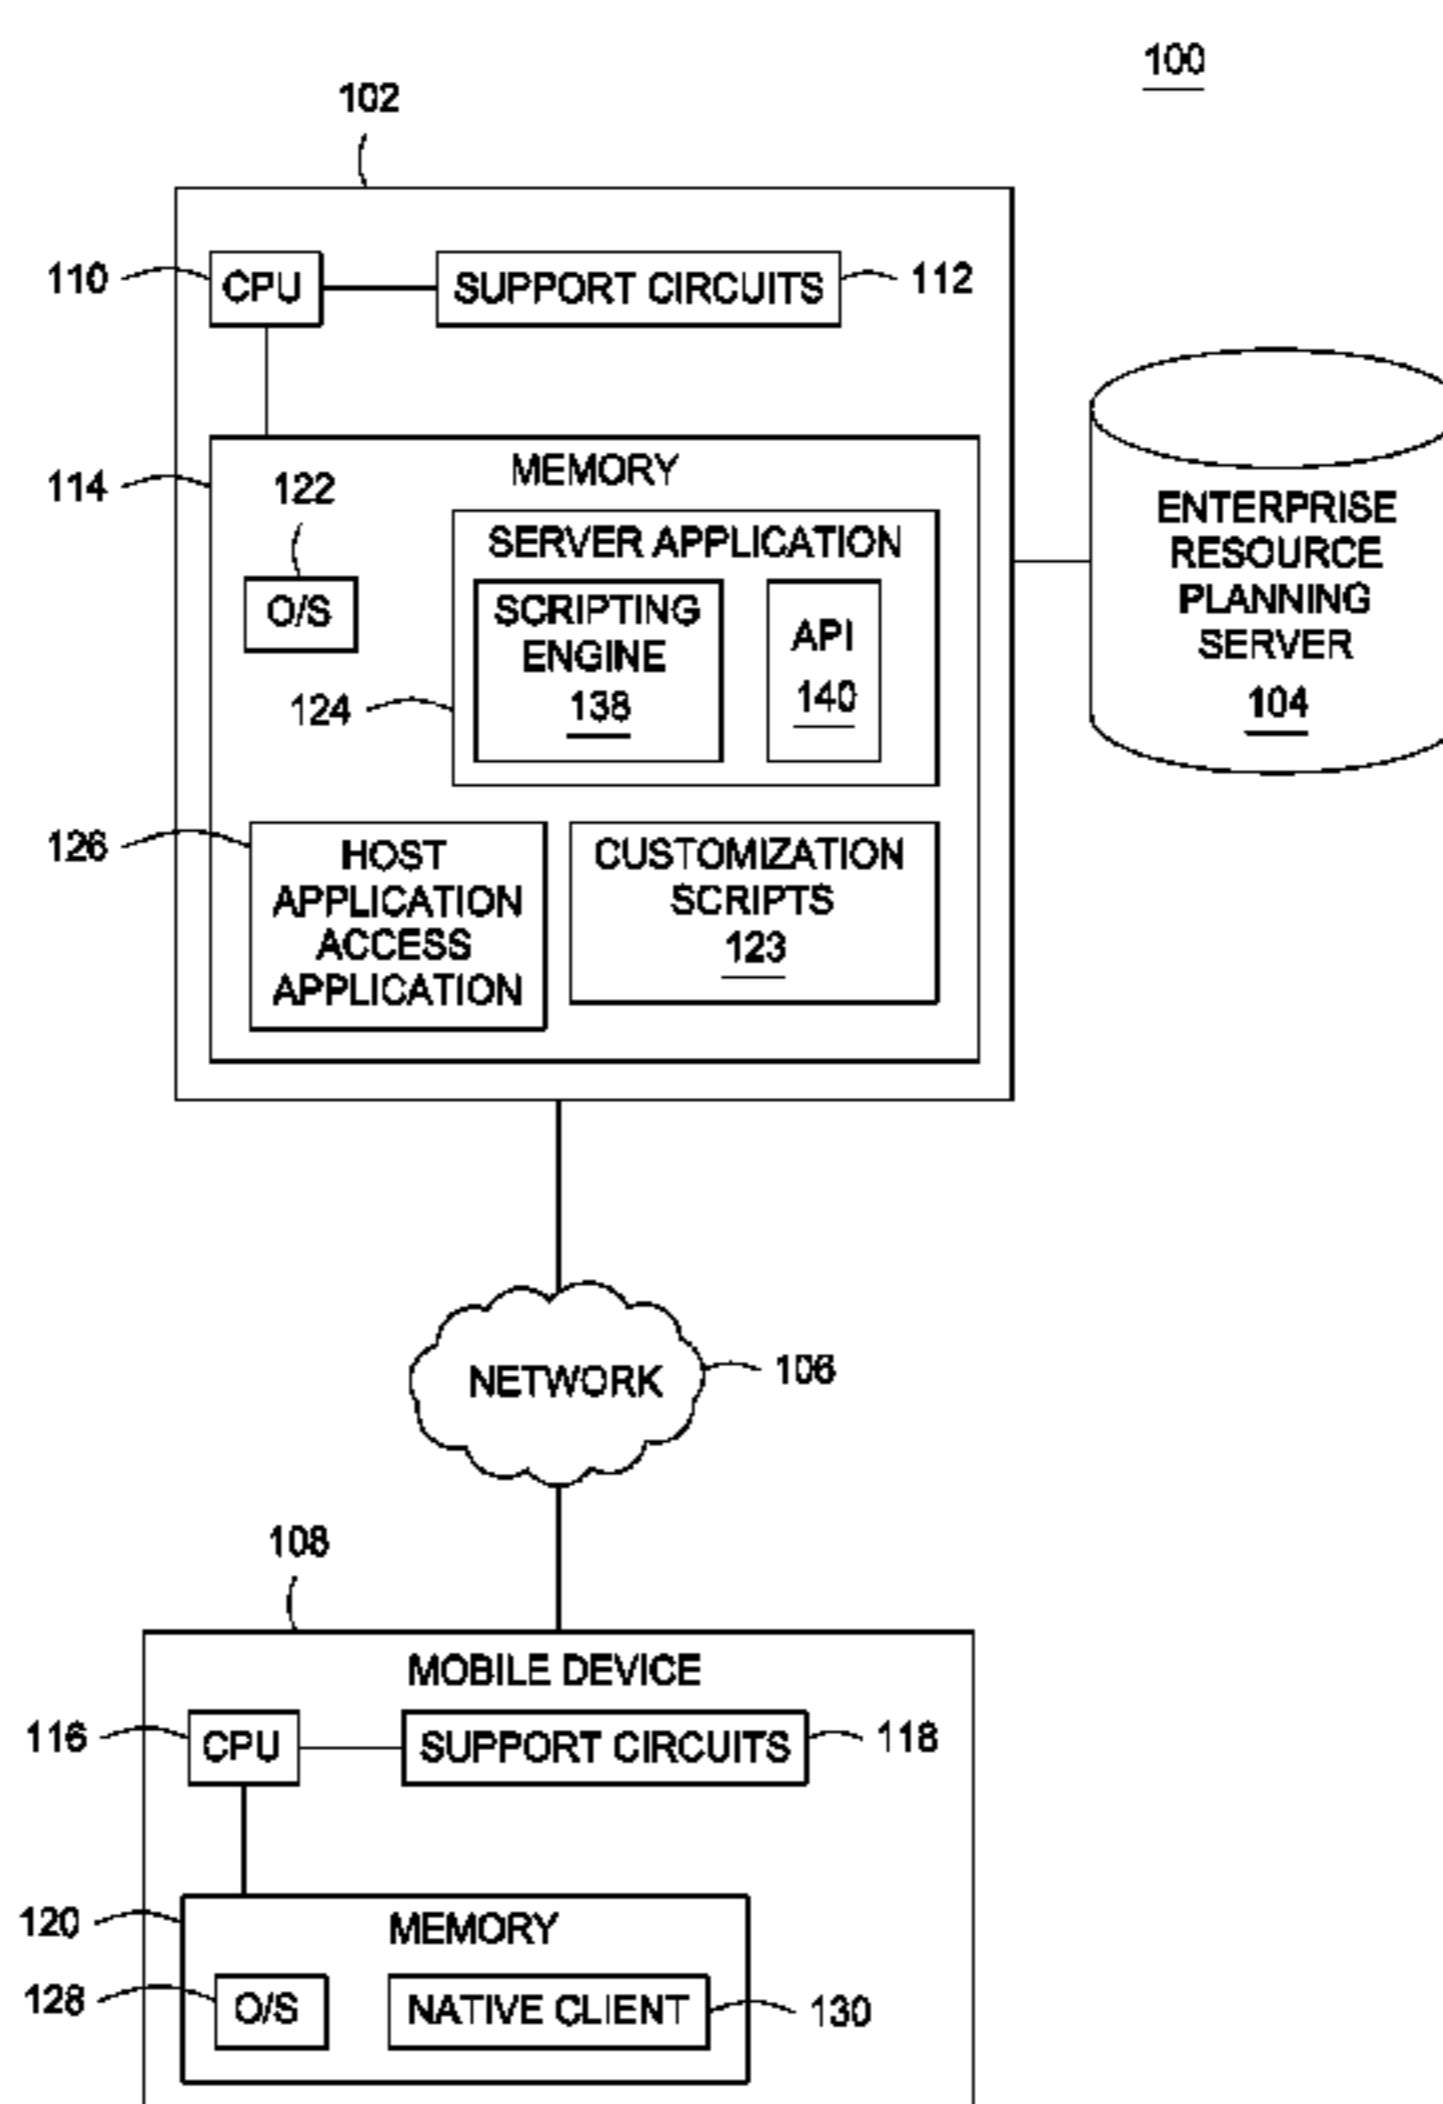 100
102
110
CPU
SUPPORT CIRCUITS
112
114
MEMORY
122
O/S
SERVER APPLICATION
SCRIPTING
ENGINE
138
API
140
124
ENTERPRISE
RESOURCE
PLANNING
SERVER
104
126
HOST
APPLICATION
ACCESS
APPLICATION
CUSTOMIZATION
SCRIPTS
123
NETWORK
106
108
MOBILE DEVICE
116
CPU
SUPPORT CIRCUITS
118
120
MEMORY
128
O/S
NATIVE CLIENT
130